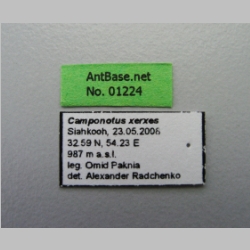 AntBase.net
No. 01224
Camponotus xerxes
Siahkooh, 23.05.2006
32.59 N, 54.23 E
987 m a.s.l.
leg. Omid Paknia
det. Alexander Radchenko